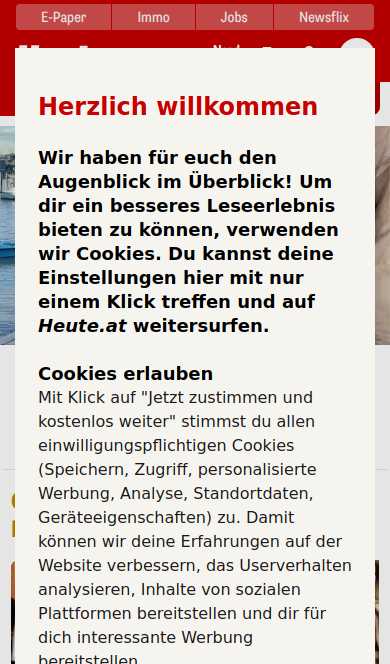 E-Paper Immo Jobs Newsflix
Herzlich willkommen
Wir haben für euch den
Augenblick im Überblick! Um
dir ein besseres Leseerlebnis
bieten zu können, verwenden
wir Cookies. Du kannst deine
Einstellungen hier mit nur
einem Klick treffen und auf
Heute.at weitersurfen.
Cookies erlauben
Mit Klick auf "Jetzt zustimmen und
kostenlos weiter" stimmst du allen
einwilligungspflichtigen Cookies
(Speichern, Zugriff, personalisierte
Werbung, Analyse, Standortdaten,
Geräteeigenschaften) zu. Damit
können wir deine Erfahrungen auf der
Website verbessern, das Userverhalten
analysieren, Inhalte von sozialen
Plattformen bereitstellen und dir für
dich interessante Werbung
bereitstellen